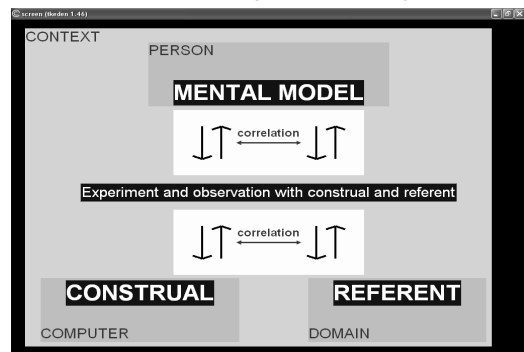 screen (tkeden 1.46)
CONTEXT
PERSON
MENTAL MODEL
correlation
Experiment and observation with construal and referent
correlation
CONSTRUAL REFERENT
COMPUTER DOMAIN